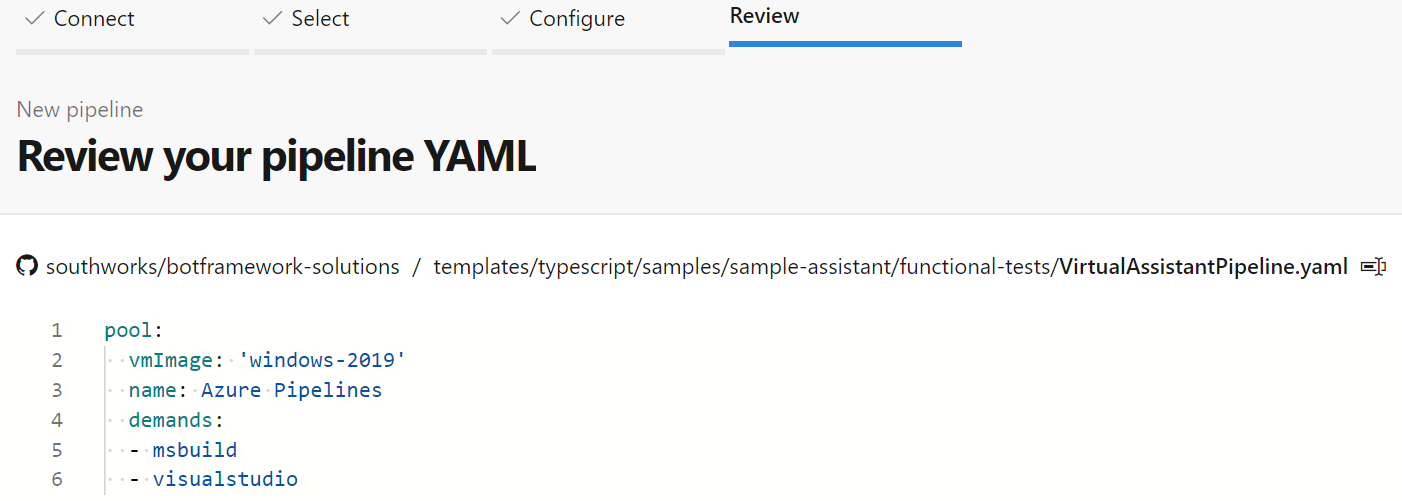 Connect Select Configure Review
New pipeline
Review your pipeline YAML
southworks/botframework-solutions / templates/typescript/samples/sample-assistant/functional-tests/VirtualAssistantPipeline.yaml
1 pool:
2 vmImage: 'windows-2019'
3 name: Azure Pipelines
4 demands:
5 - msbuild
6 - visualstudio